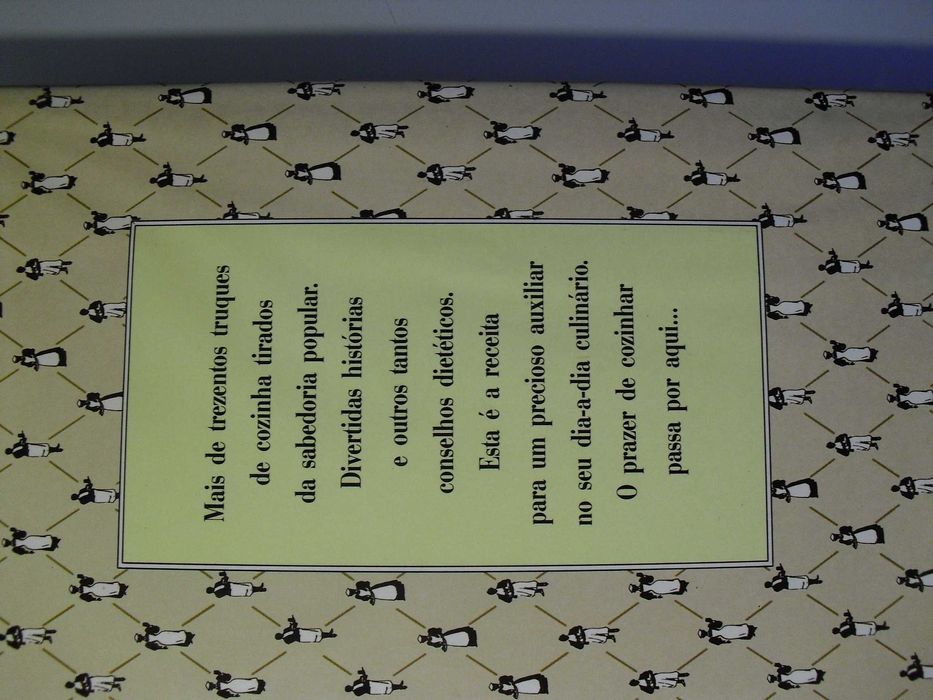 Mais de trezentos truques
de cozinha tirados
da sabedoria popular.
Divertidas histórias
e outros tantos
conselhos dietéticos.
Esta é a receita
para um precioso auxiliar
no seu dia-a-dia culinário.
O prazer de cozinhar
passa por aqui...